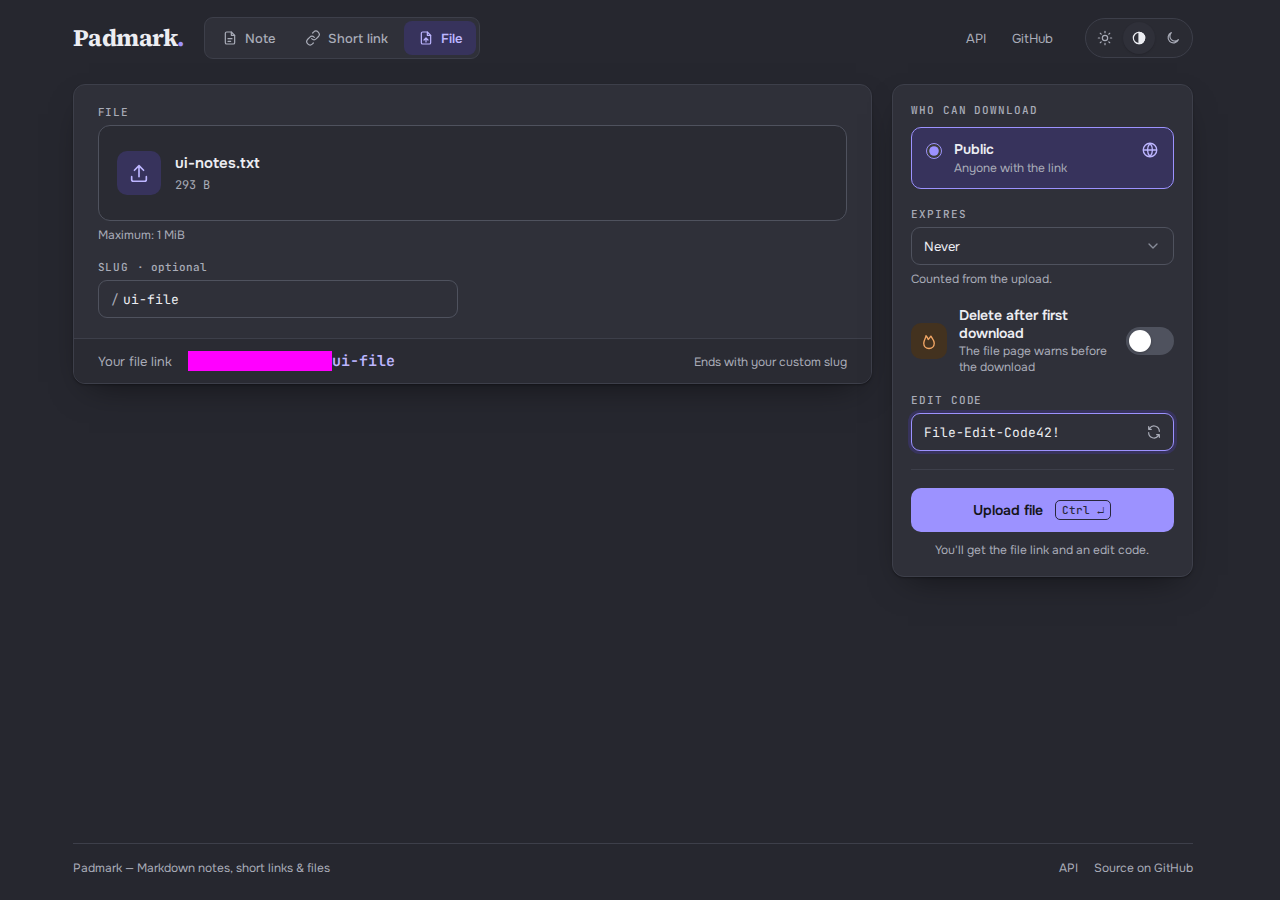 Padmark.
Note
Short link
File
API
GitHub
FILE
ui-notes.txt
293 B
Maximum: 1 MiB
SLUG · optional
/ ui-file
Your file link
ui-file
Ends with your custom slug
WHO CAN DOWNLOAD
Public
Anyone with the link
EXPIRES
Never
Counted from the upload.
Delete after first
download
The file page warns before
the download
EDIT CODE
File-Edit-Code42!
Upload file
Ctrl ↵
You'll get the file link and an edit code.
Padmark — Markdown notes, short links & files
API
Source on GitHub